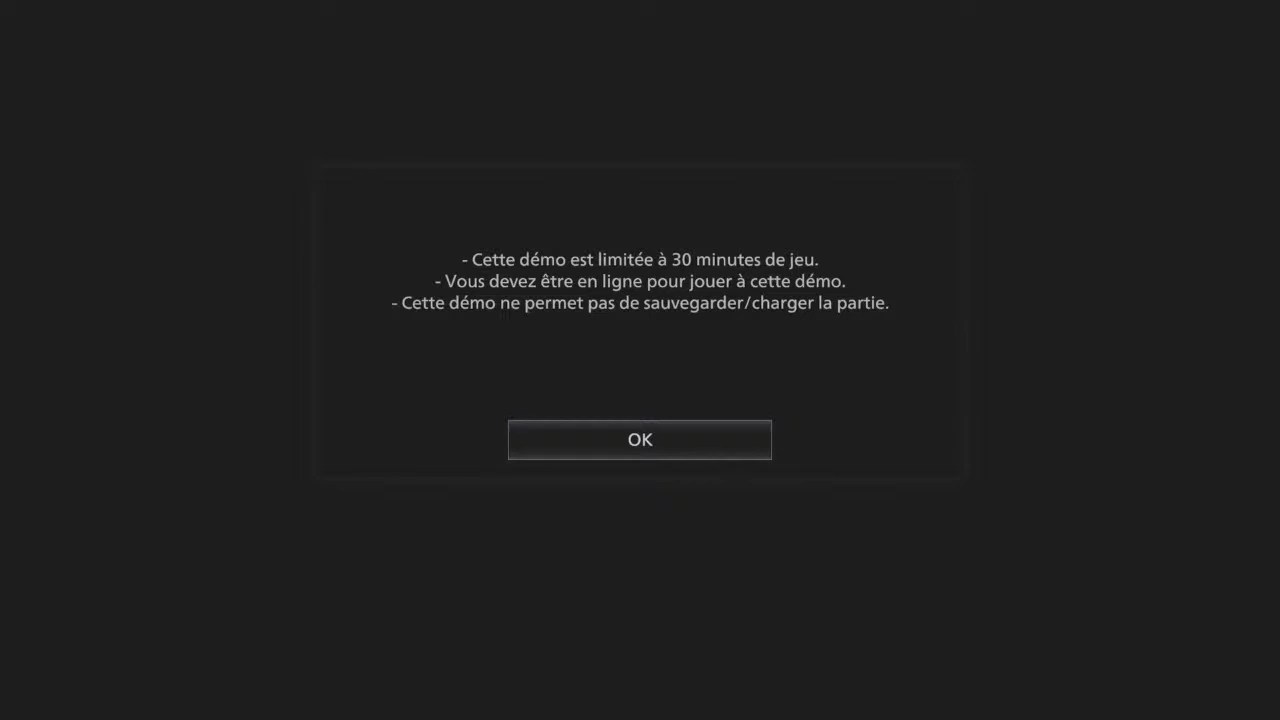 - Cette démo est limitée à 30 minutes de jeu.
- Vous devez être en ligne pour jouer à cette démo.
- Cette démo ne permet pas de sauvegarder/charger la partie.
OK